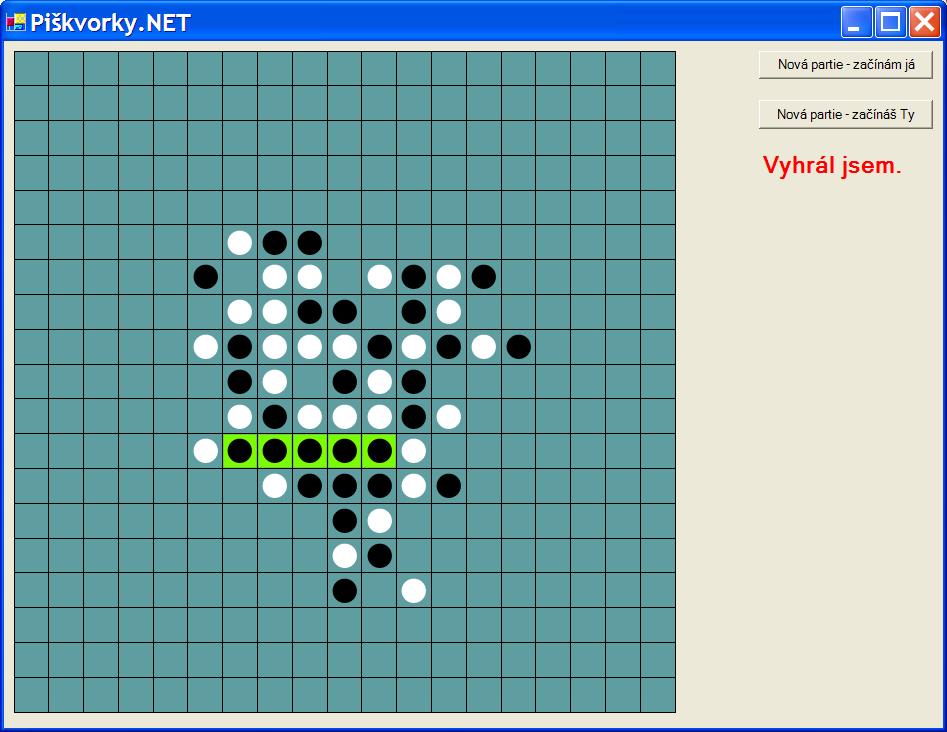 Piškvorky.NET
Nová partie - začínám já
Nová partie - začínáš Ty
Vyhrál jsem.